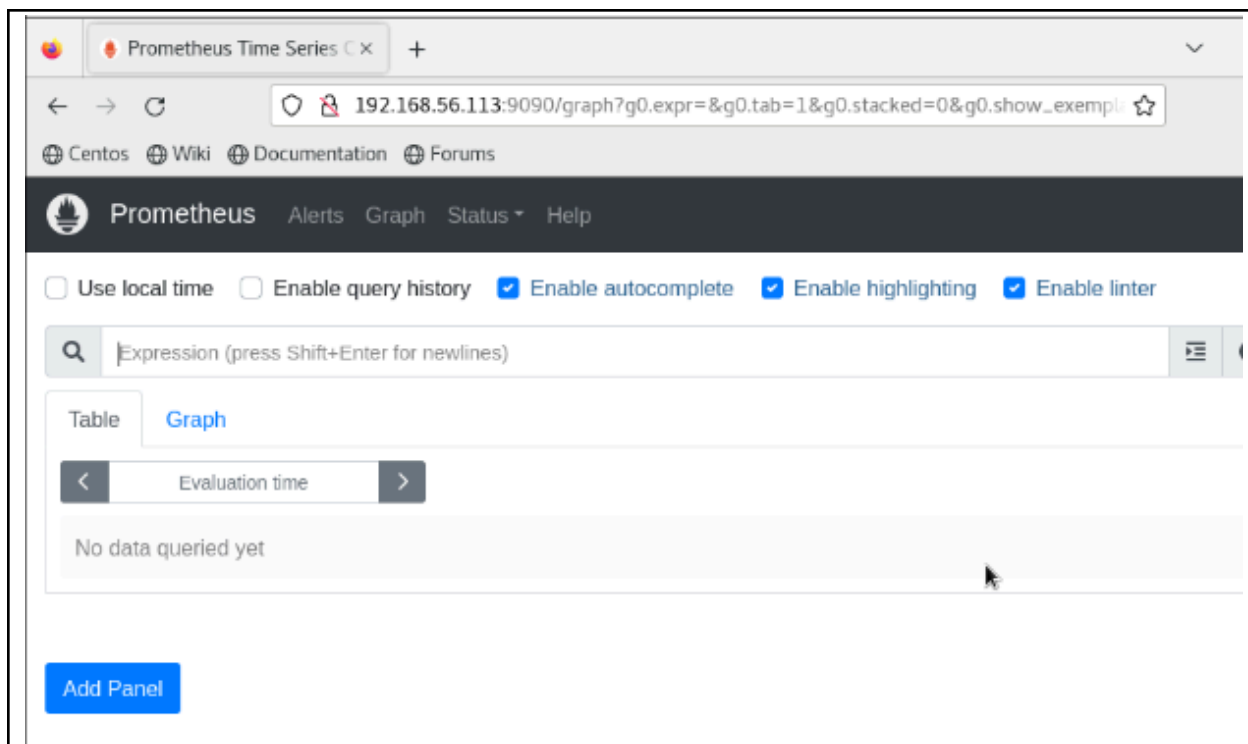 Prometheus Time Series C
192.168.56.113:9090/graph?g0.expr=&g0.tab=1&g0.stacked=0&g0.show_exempla
Centos Wiki Documentation Forums
Prometheus Alerts Graph Status Help
Use local time Enable query history Enable autocomplete Enable highlighting Enable linter
Expression (press Shift+Enter for newlines)
Table Graph
Evaluation time
No data queried yet
Add Panel